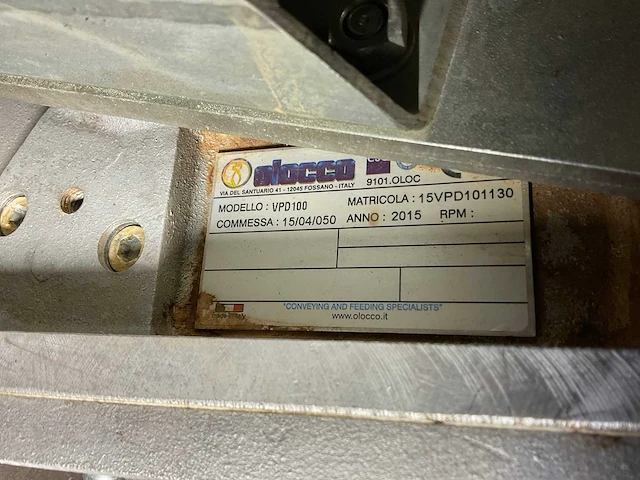 olocco
VIA DEL SANTUARIO 41 - 12045 FOSSANO - ITALY
9101.OLOC
MODELLO : VPD100 MATRICOLA : 15VPD101130
COMMESSA : 15/04/050 ANNO : 2015 RPM :
"CONVEYING AND FEEDING SPECIALISTS"
www.olocco.it